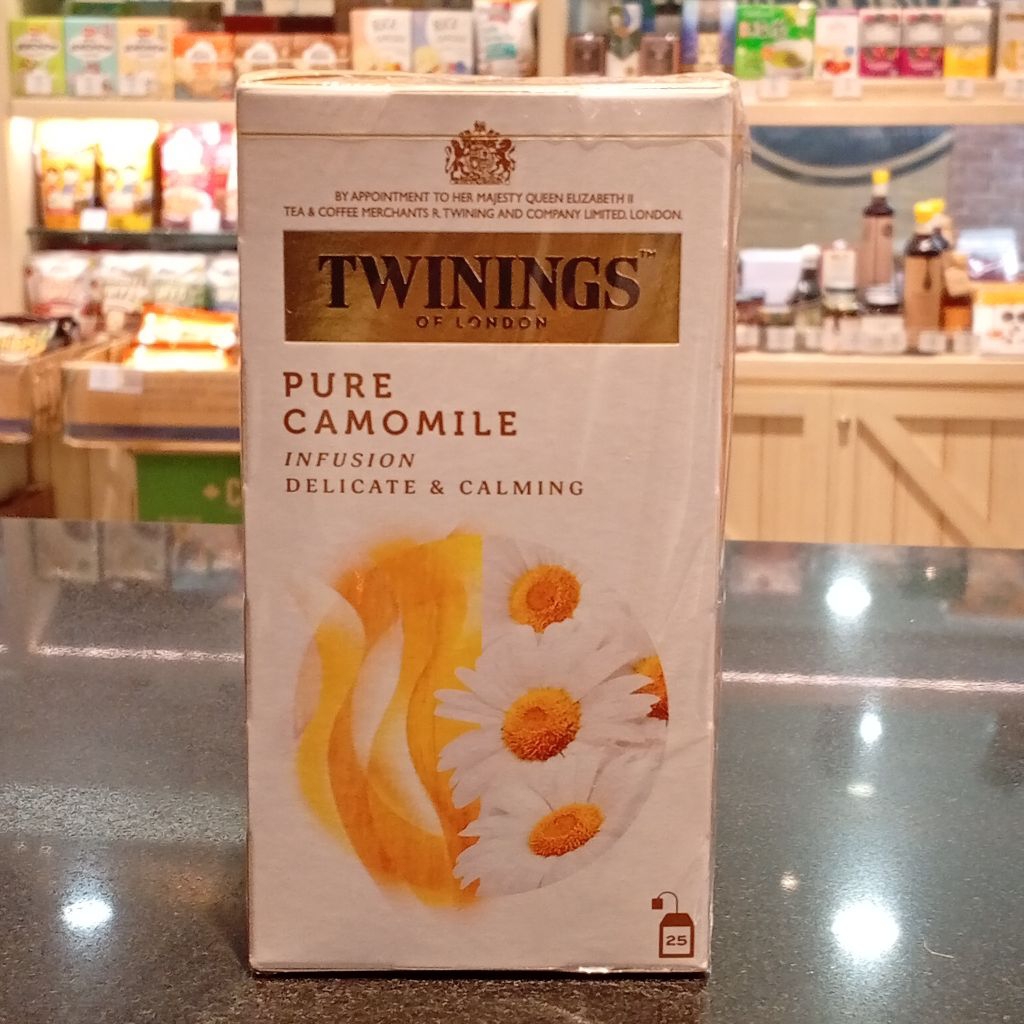 BY APPOINTMENT TO HER MAJESTY QUEEN ELIZABETH II
TEA & COFFEE MERCHANTS R. TWINING AND COMPANY LIMITED. LONDON.
TWININGS™
OF LONDON
PURE
CAMOMILE
INFUSION
DELICATE & CALMING
25